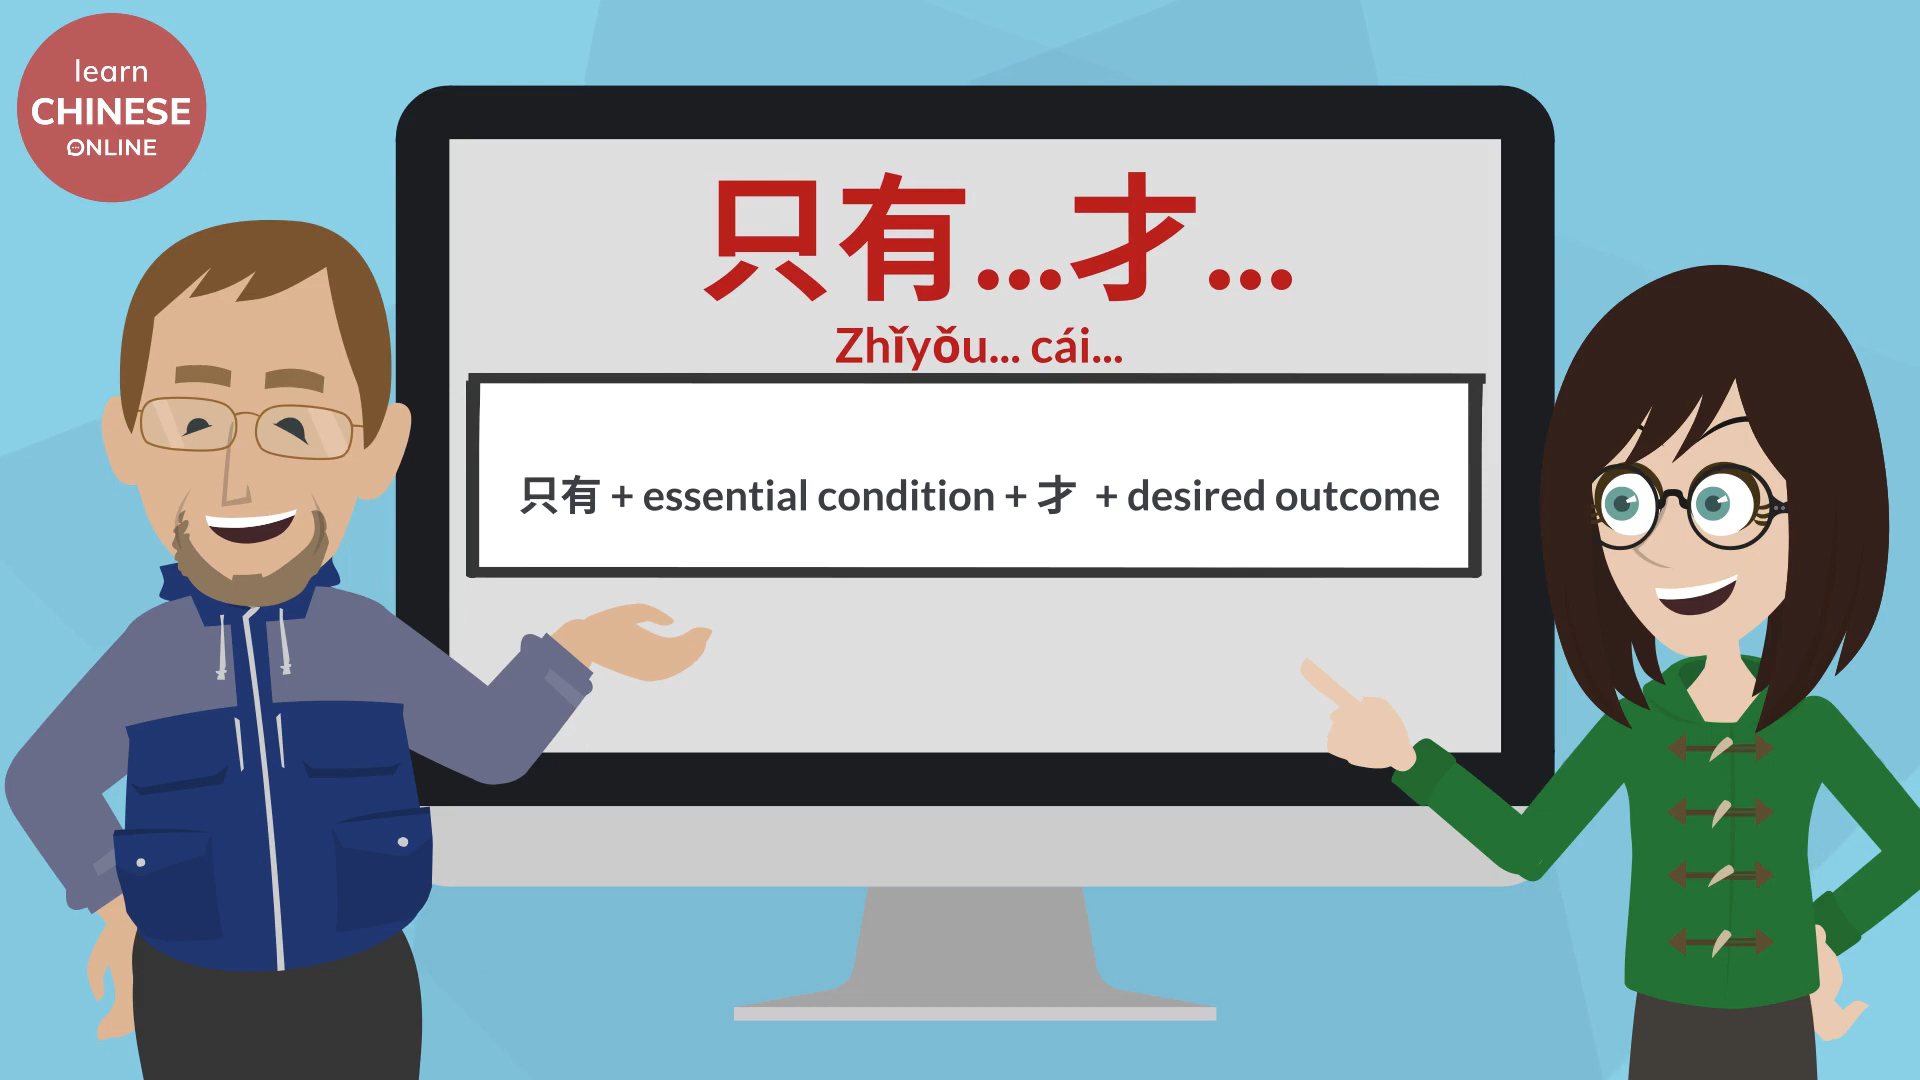 learn
CHINESE
ONLINE
只有...才...
Zhǐyǒu... cái...
只有 + essential condition + 才 + desired outcome